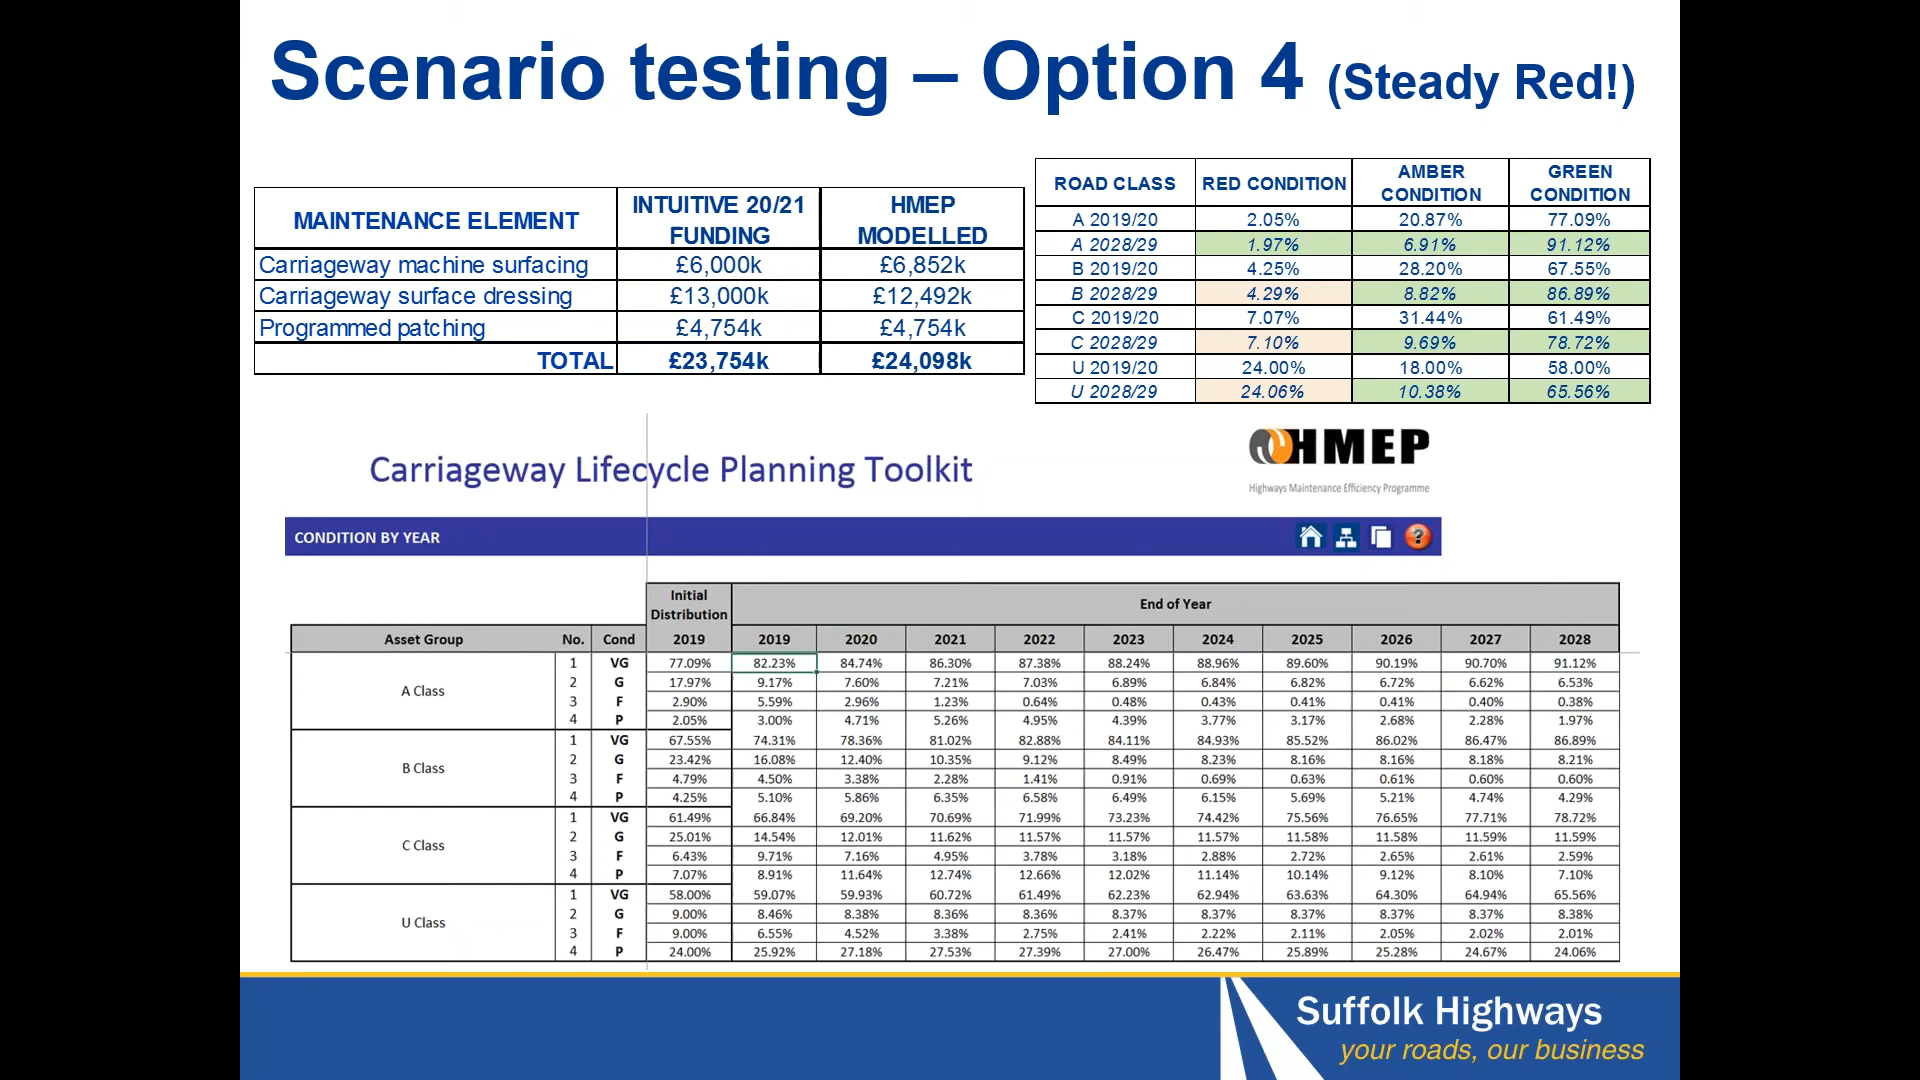 Scenario testing – Option 4 (Steady Red!)
MAINTENANCE ELEMENT INTUITIVE 20/21 FUNDING HMEP MODELLED
Carriageway machine surfacing £6,000k £6,852k
Carriageway surface dressing £13,000k £12,492k
Programmed patching £4,754k £4,754k
TOTAL £23,754k £24,098k
ROAD CLASS RED CONDITION AMBER CONDITION GREEN CONDITION
A 2019/20 2.05% 20.87% 77.09%
A 2028/29 1.97% 6.91% 91.12%
B 2019/20 4.25% 28.20% 67.55%
B 2028/29 4.29% 8.82% 86.89%
C 2019/20 7.07% 31.44% 61.49%
C 2028/29 7.10% 9.69% 78.72%
U 2019/20 24.00% 18.00% 58.00%
U 2028/29 24.06% 10.38% 65.56%
Carriageway Lifecycle Planning Toolkit
HMEP
Highways Maintenance Efficiency Programme
CONDITION BY YEAR
?
Initial Distribution End of Year
Asset Group No. Cond 2019 2019 2020 2021 2022 2023 2024 2025 2026 2027 2028
A Class
1 VG 77.09% 82.23% 84.74% 86.30% 87.38% 88.24% 88.96% 89.60% 90.19% 90.70% 91.12%
2 G 17.97% 9.17% 7.60% 7.21% 7.03% 6.89% 6.84% 6.82% 6.72% 6.62% 6.53%
3 F 2.90% 5.59% 2.96% 1.23% 0.64% 0.48% 0.43% 0.41% 0.41% 0.40% 0.38%
4 P 2.05% 3.00% 4.71% 5.26% 4.95% 4.39% 3.77% 3.17% 2.68% 2.28% 1.97%
B Class
1 VG 67.55% 74.31% 78.36% 81.02% 82.88% 84.11% 84.93% 85.52% 86.02% 86.47% 86.89%
2 G 23.42% 16.08% 12.40% 10.35% 9.12% 8.49% 8.23% 8.16% 8.16% 8.18% 8.21%
3 F 4.79% 4.50% 3.38% 2.28% 1.41% 0.91% 0.69% 0.63% 0.61% 0.60% 0.60%
4 P 4.25% 5.10% 5.86% 6.35% 6.58% 6.49% 6.15% 5.69% 5.21% 4.74% 4.29%
C Class
1 VG 61.49% 66.84% 69.20% 70.69% 71.99% 73.23% 74.42% 75.56% 76.65% 77.71% 78.72%
2 G 25.01% 14.54% 12.01% 11.62% 11.57% 11.57% 11.57% 11.58% 11.58% 11.59% 11.59%
3 F 6.43% 9.71% 7.16% 4.95% 3.78% 3.18% 2.88% 2.72% 2.65% 2.61% 2.59%
4 P 7.07% 8.91% 11.64% 12.74% 12.66% 12.02% 11.14% 10.14% 9.12% 8.10% 7.10%
U Class
1 VG 58.00% 59.07% 59.93% 60.72% 61.49% 62.23% 62.94% 63.63% 64.30% 64.94% 65.56%
2 G 9.00% 8.46% 8.38% 8.36% 8.36% 8.37% 8.37% 8.37% 8.37% 8.37% 8.38%
3 F 9.00% 6.55% 4.52% 3.38% 2.75% 2.41% 2.22% 2.11% 2.05% 2.02% 2.01%
4 P 24.00% 25.92% 27.18% 27.53% 27.39% 27.00% 26.47% 25.89% 25.28% 24.67% 24.06%
Suffolk Highways
your roads, our business